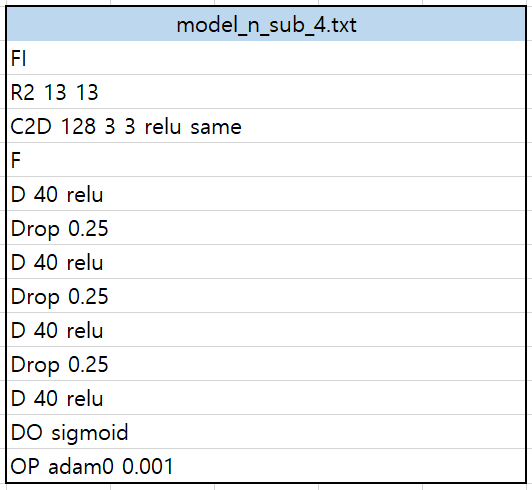 model_n_sub_4.txt
FI
R2 13 13
C2D 128 3 3 relu same
F
D 40 relu
Drop 0.25
D 40 relu
Drop 0.25
D 40 relu
Drop 0.25
D 40 relu
DO sigmoid
OP adam0 0.001